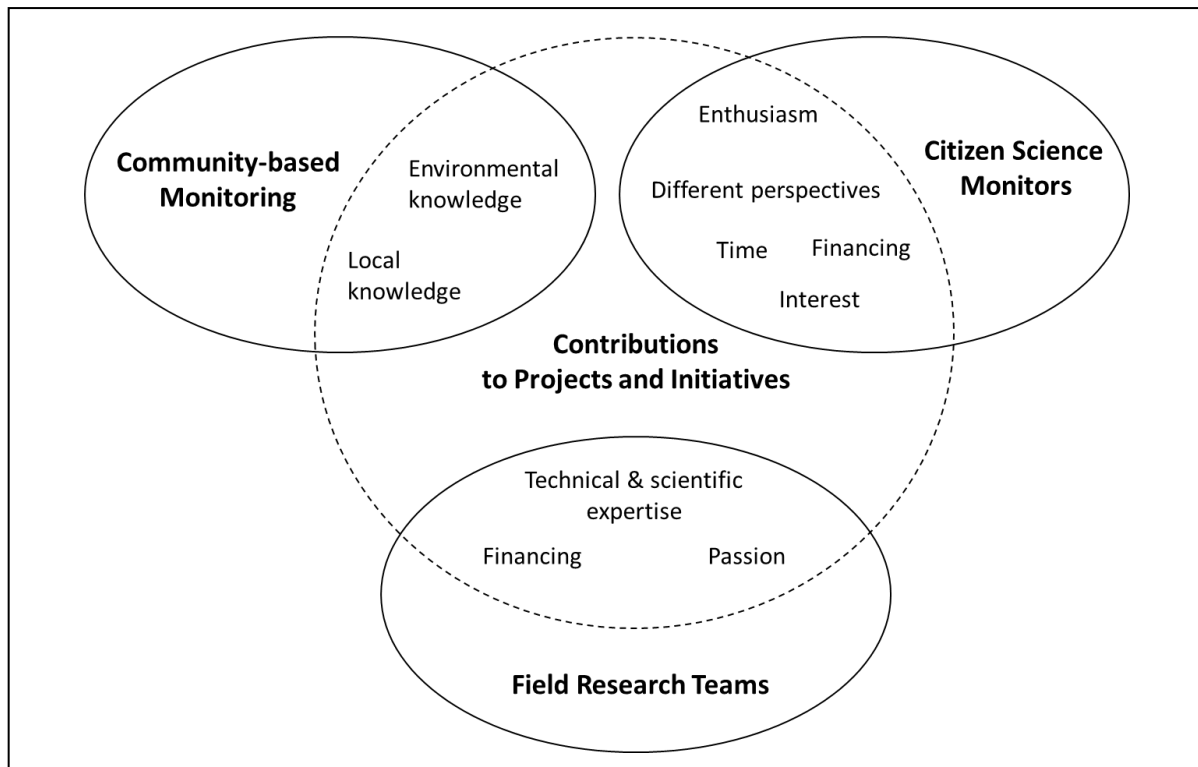 Community-based
Monitoring
Environmental
knowledge
Local
knowledge
Enthusiasm
Different perspectives
Time
Financing
Interest
Citizen Science
Monitors
Contributions
to Projects and Initiatives
Technical & scientific
expertise
Financing
Passion
Field Research Teams